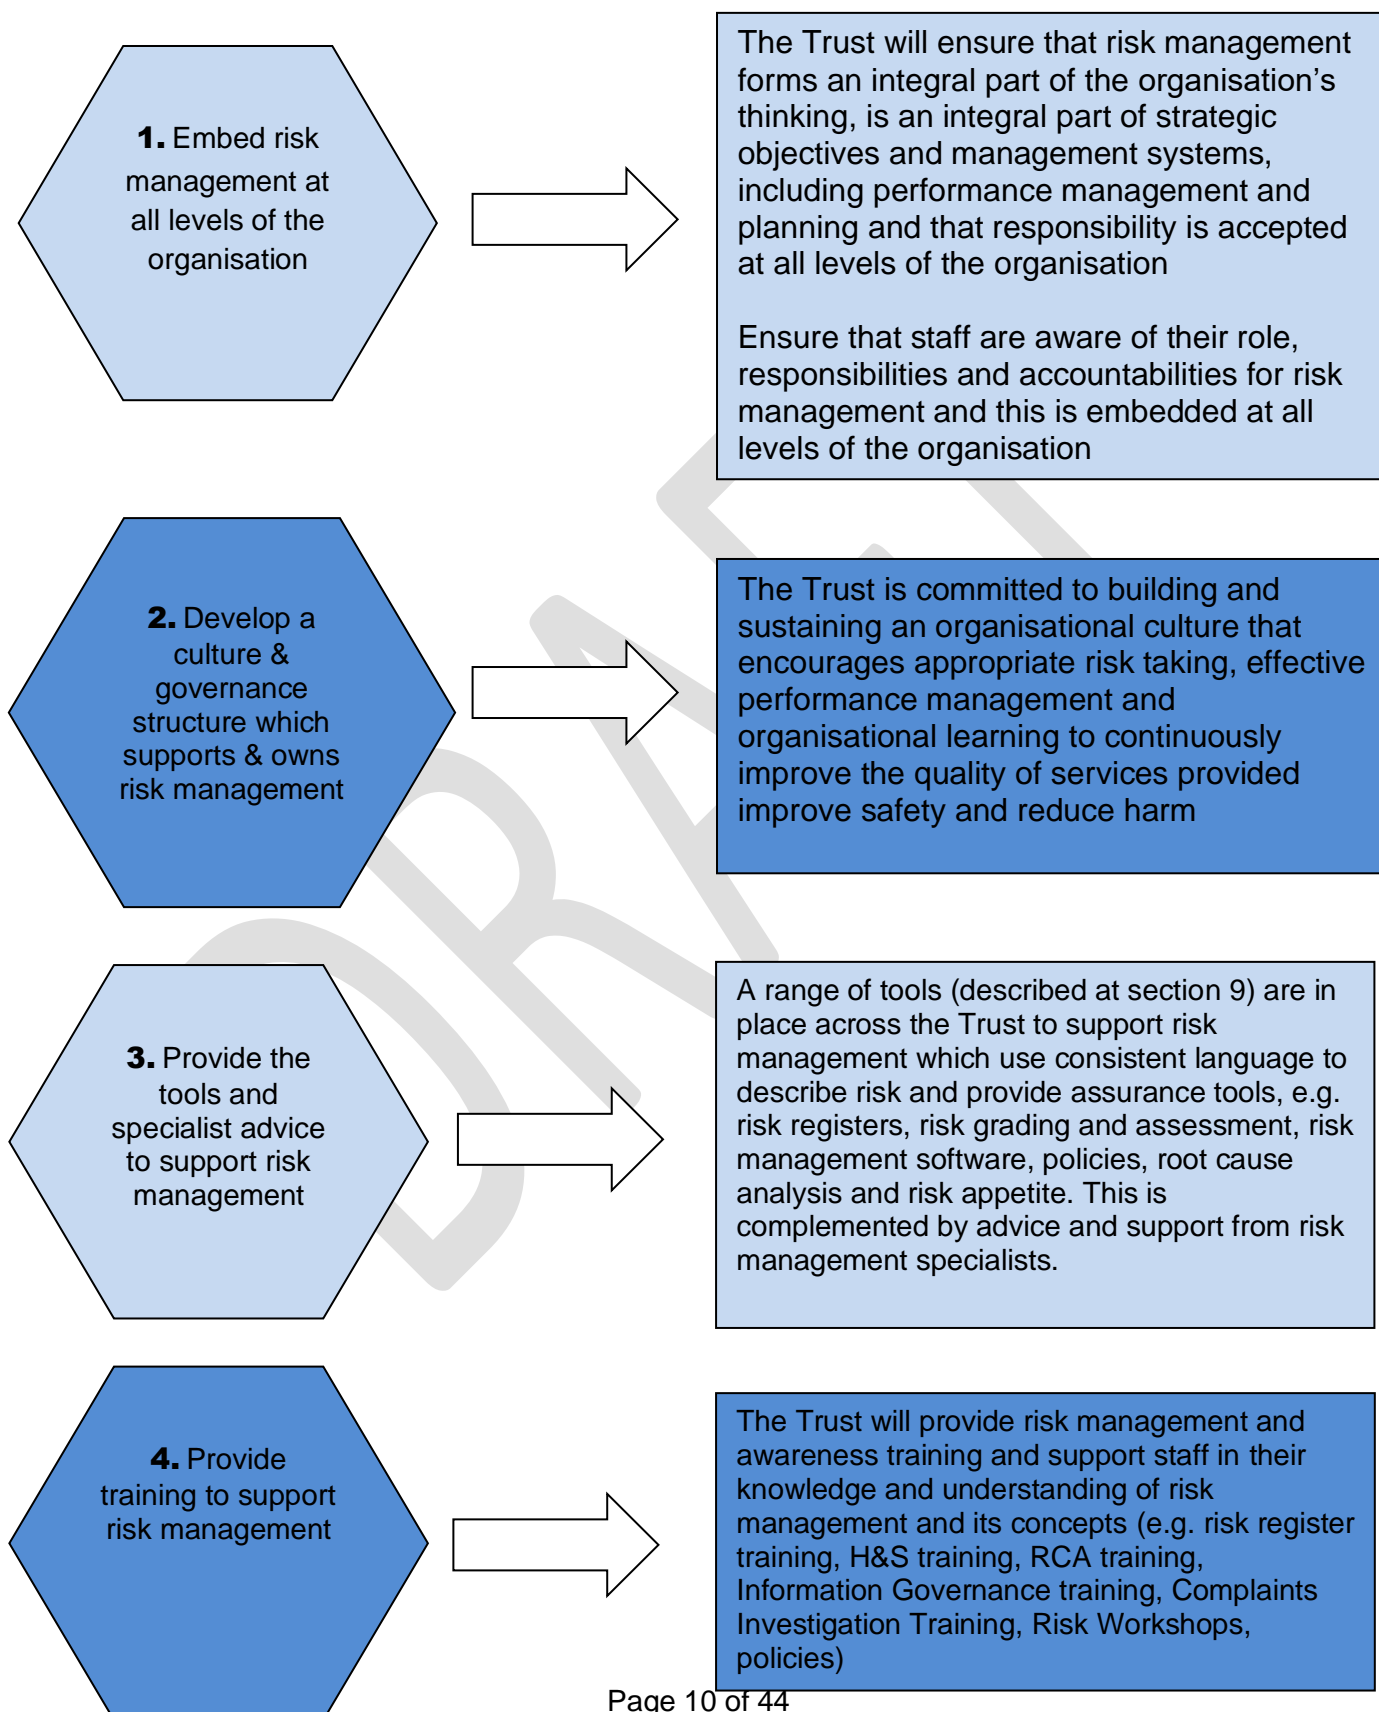 1. Embed risk
management at
all levels of the
organisation
The Trust will ensure that risk management
forms an integral part of the organisation’s
thinking, is an integral part of strategic
objectives and management systems,
including performance management and
planning and that responsibility is accepted
at all levels of the organisation
Ensure that staff are aware of their role,
responsibilities and accountabilities for risk
management and this is embedded at all
levels of the organisation
2. Develop a
culture &
governance
structure which
supports & owns
risk management
The Trust is committed to building and
sustaining an organisational culture that
encourages appropriate risk taking, effective
performance management and
organisational learning to continuously
improve the quality of services provided
improve safety and reduce harm
3. Provide the
tools and
specialist advice
to support risk
management
A range of tools (described at section 9) are in
place across the Trust to support risk
management which use consistent language to
describe risk and provide assurance tools, e.g.
risk registers, risk grading and assessment, risk
management software, policies, root cause
analysis and risk appetite. This is
complemented by advice and support from risk
management specialists.
4. Provide
training to support
risk management
The Trust will provide risk management and
awareness training and support staff in their
knowledge and understanding of risk
management and its concepts (e.g. risk register
training, H&S training, RCA training,
Information Governance training, Complaints
Investigation Training, Risk Workshops,
policies)
Page 10 of 44
DRAFT